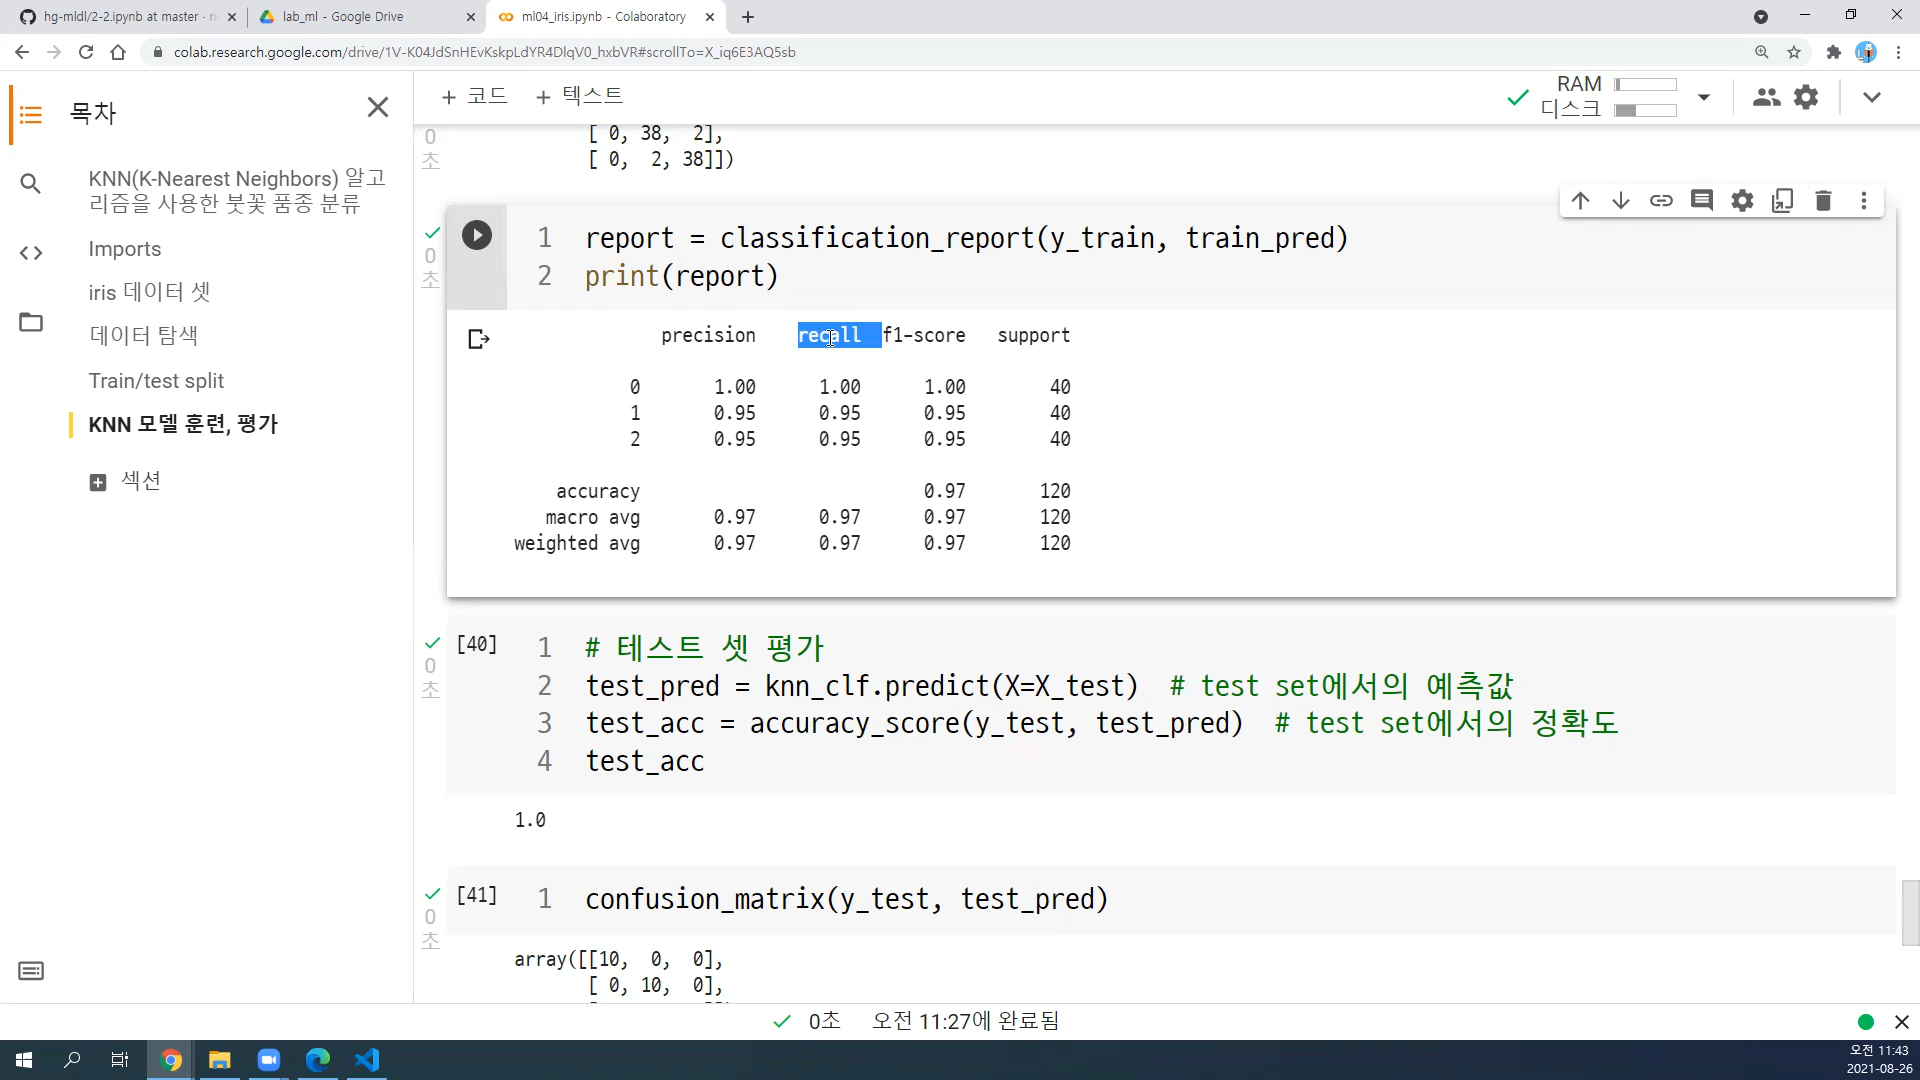 hg-mldl/2-2.ipynb at master · ri
lab_ml - Google Drive
ml04_iris.ipynb - Colaboratory
colab.research.google.com/drive/1V-K04JdSnHEvKskpLdYR4DlqV0_hxbVR#scrollTo=X_iq6E3AQ5sb
목차
+ 코드 + 텍스트
RAM
디스크
KNN(K-Nearest Neighbors) 알고
리즘을 사용한 붓꽃 품종 분류
Imports
iris 데이터 셋
데이터 탐색
Train/test split
KNN 모델 훈련, 평가
섹션
0
초
[ 0, 38, 2],
[ 0, 2, 38]])
0
초
1 report = classification_report(y_train, train_pred)
2 print(report)
precision recall f1-score support
0 1.00 1.00 1.00 40
1 0.95 0.95 0.95 40
2 0.95 0.95 0.95 40
accuracy 0.97 120
macro avg 0.97 0.97 0.97 120
weighted avg 0.97 0.97 0.97 120
0
초
[40] 1 # 테스트 셋 평가
2 test_pred = knn_clf.predict(X=X_test) # test set에서의 예측값
3 test_acc = accuracy_score(y_test, test_pred) # test set에서의 정확도
4 test_acc
1.0
0
초
[41] 1 confusion_matrix(y_test, test_pred)
array([[10, 0, 0],
[ 0, 10, 0],
0초 오전 11:27에 완료됨
오전 11:43
2021-08-26